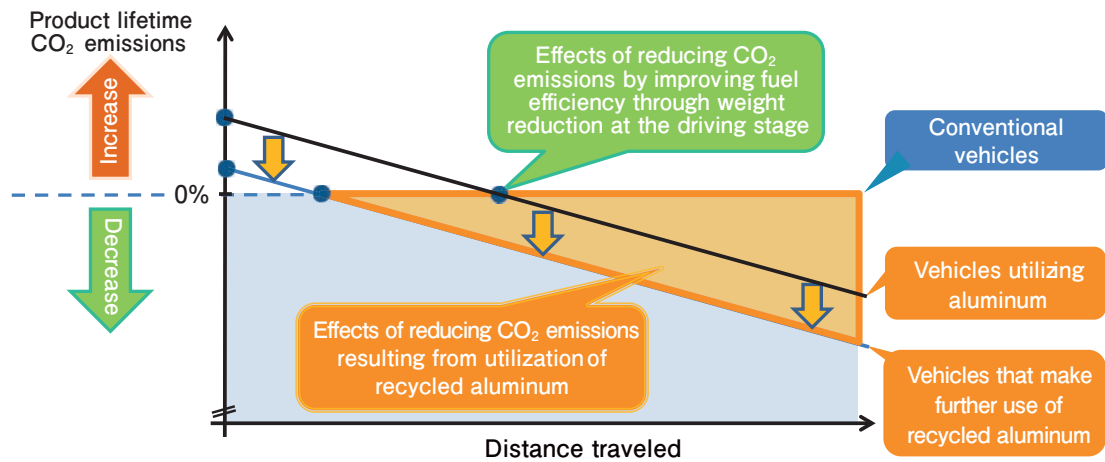 Product lifetime
CO₂ emissions
Increase
0%
Decrease
Effects of reducing CO₂
emissions by improving fuel
efficiency through weight
reduction at the driving stage
Conventional
vehicles
Vehicles utilizing
aluminum
Effects of reducing CO₂ emissions
resulting from utilization of
recycled aluminum
Vehicles that make
further use of
recycled aluminum
Distance traveled